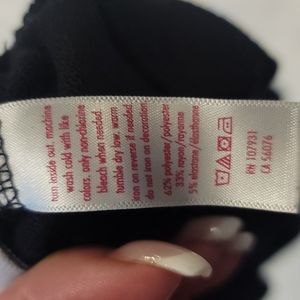 turn inside out. machine
wash cold with like
colors. only non-chlorine
bleach when needed.
tumble dry low. warm
iron on reverse if needed
do not iron on decoration
62% polyester/polyester
33% rayon/rayonne
5% elastane/élasthanne
RN 107931
CA 56076